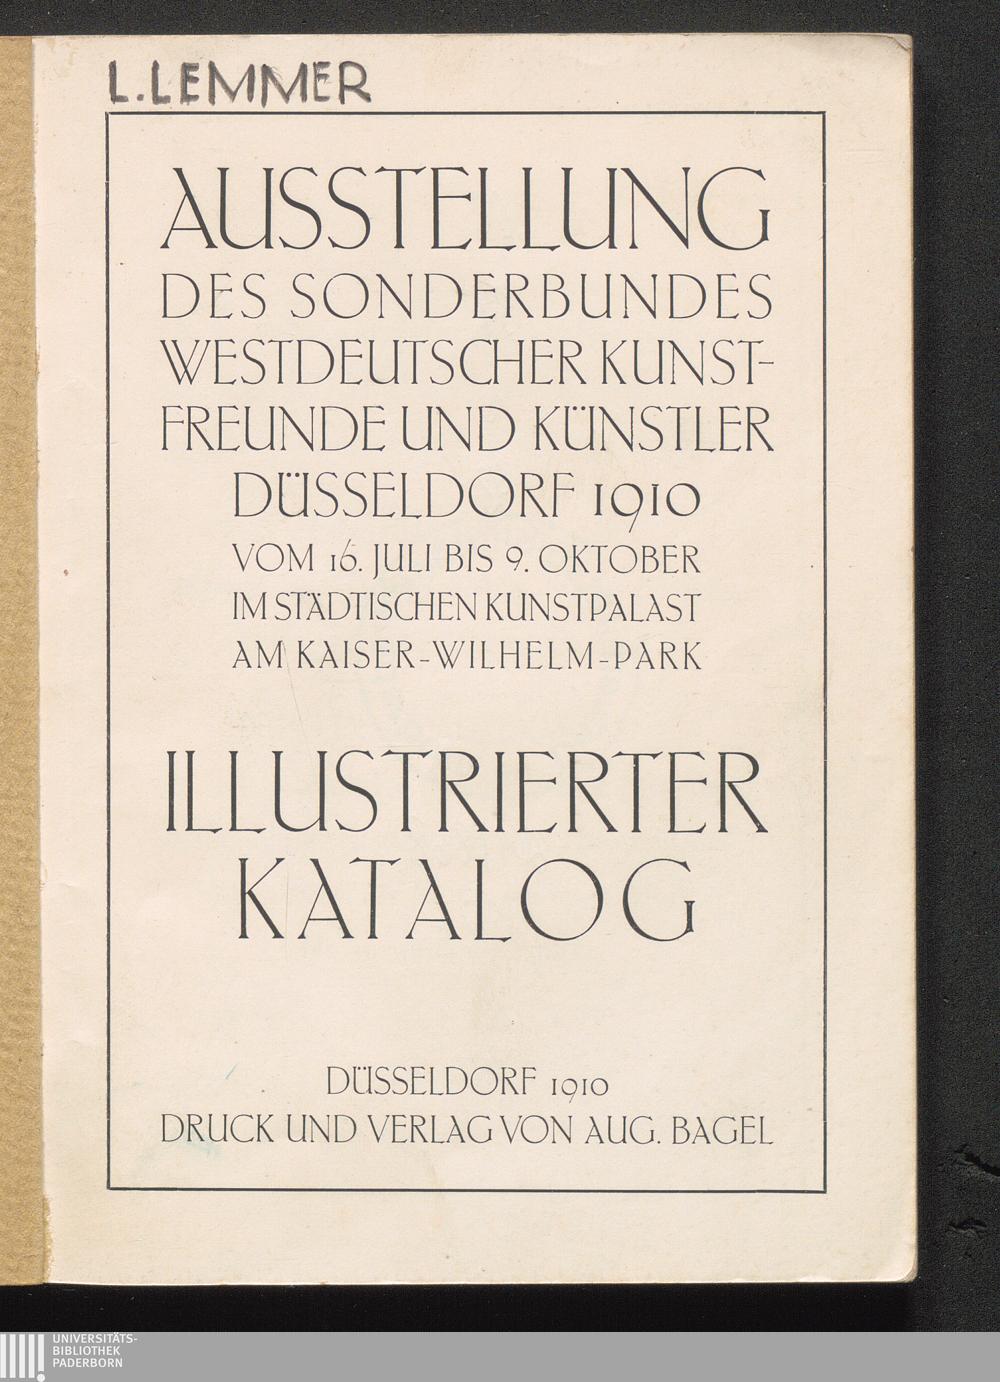 L. LEMMER
AUSSTELLUNG
DES SONDERBUNDES
WESTDEUTSCHER KUNST-
FREUNDE UND KÜNSTLER
DÜSSELDORF 1910
VOM 16. JULI BIS 9. OKTOBER
IM STÄDTISCHEN KUNSTPALAST
AM KAISER-WILHELM-PARK
ILLUSTRIERTER
KATALOG
DÜSSELDORF 1910
DRUCK UND VERLAG VON AUG. BAGEL
UNIVERSITÄTS-
BIBLIOTHEK
PADERBORN